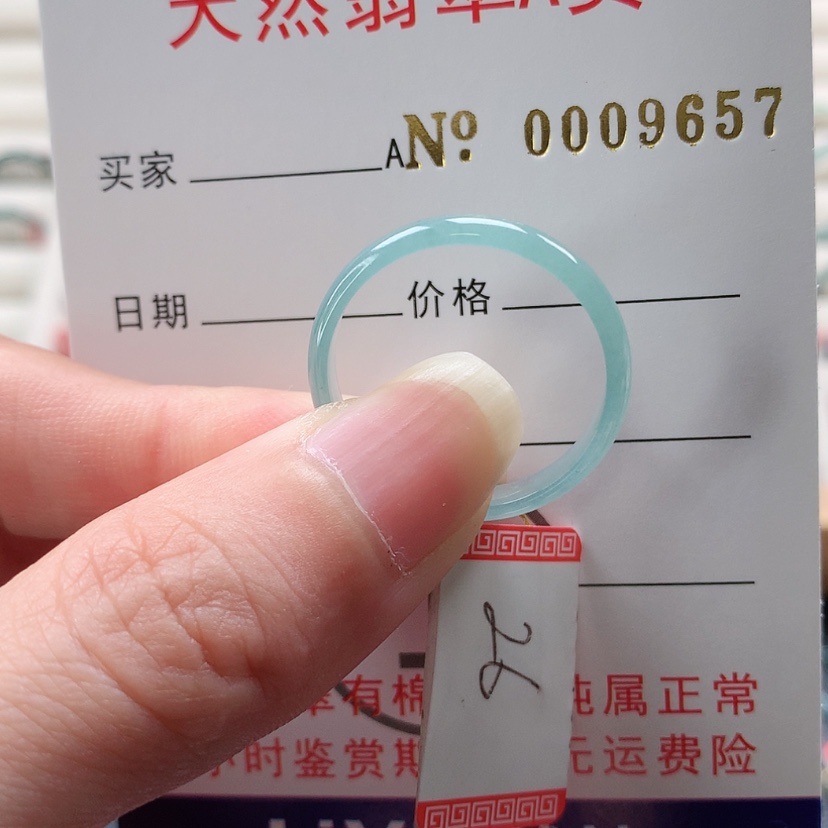 天然翡翠A货
买家 A№ 0009657
日期 价格
有棉 纯属正常
小时鉴赏期 无运费险